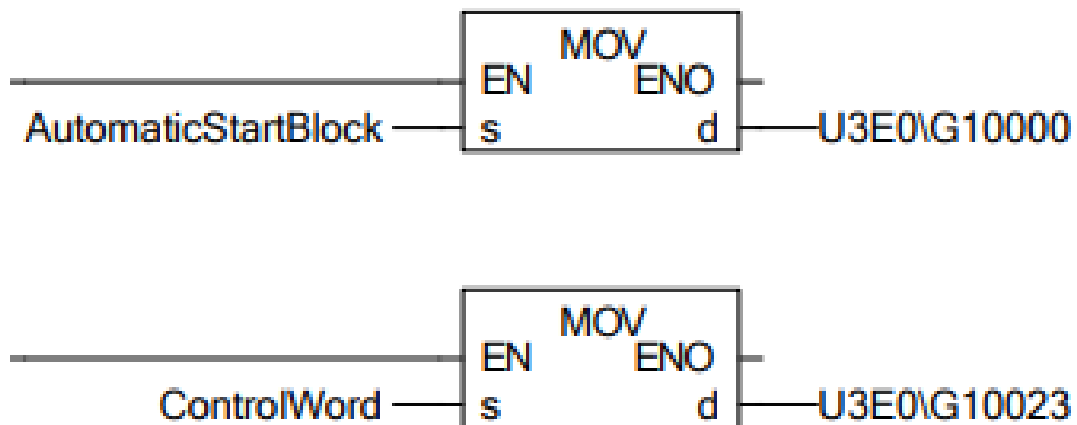 MOV
EN ENO
AutomaticStartBlock s d U3E0\G10000
MOV
EN ENO
ControlWord s d U3E0\G10023